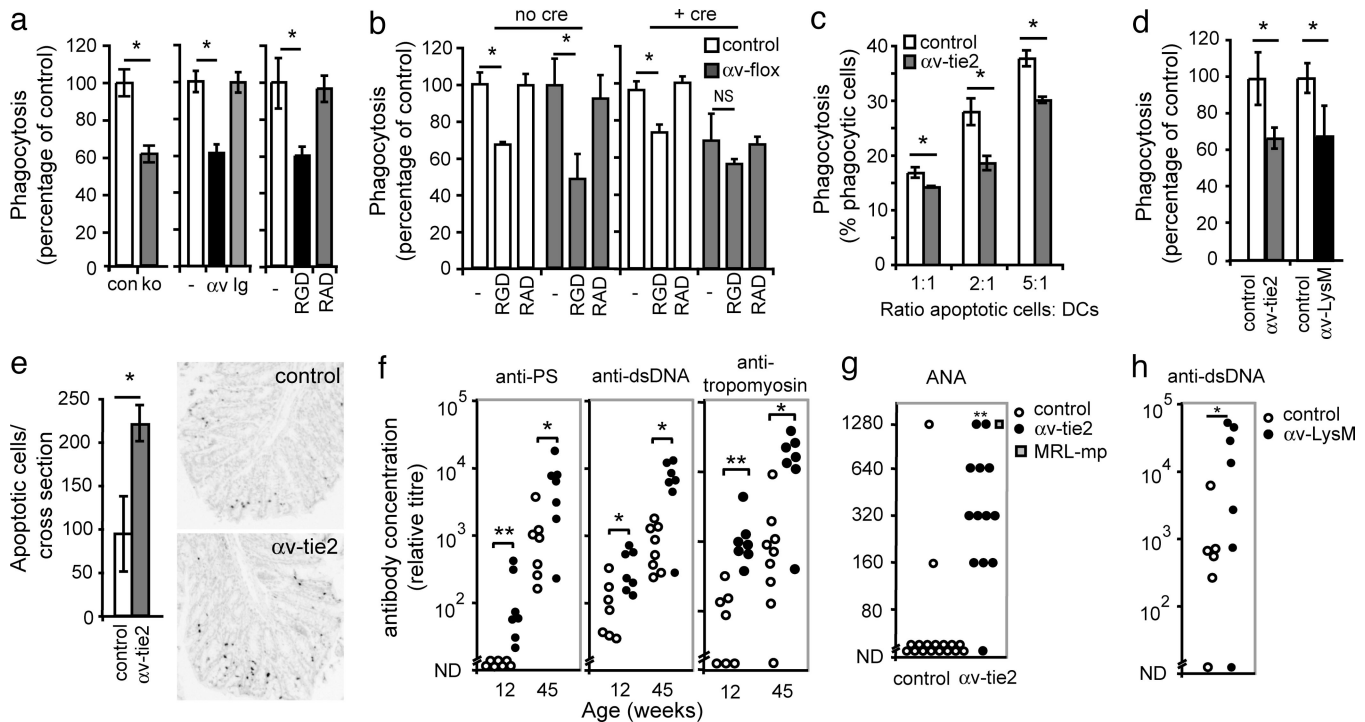 a
Phagocytosis
(percentage of control)
120
100
80
60
40
20
0
*
*
*
con ko
- αv Ig
- RGD RAD
b
no cre
+ cre
Phagocytosis
(percentage of control)
120
100
80
60
40
20
0
*
*
*
NS
control
αv-flox
- RGD RAD - RGD RAD - RGD RAD - RGD RAD
c
Phagocytosis
(% phagocytic cells)
40
30
20
10
0
control
αv-tie2
*
*
*
1:1 2:1 5:1
Ratio apoptotic cells: DCs
d
Phagocytosis
(percentage of control)
120
100
80
60
40
20
0
*
*
control
αv-tie2
control
αv-LysM
e
Apoptotic cells/
cross section
250
200
150
100
50
0
*
control
αv-tie2
control
αv-tie2
f
antibody concentration
(relative titre)
anti-PS
anti-dsDNA
anti-
tropomyosin
10⁵
10⁴
10³
10²
ND
**
*
*
*
**
*
12 45 12 45 12 45
Age (weeks)
g
ANA
1280
640
320
160
80
ND
**
control
αv-tie2
MRL-mp
control αv-tie2
h
anti-dsDNA
10⁵
10⁴
10³
10²
ND
*
control
αv-LysM